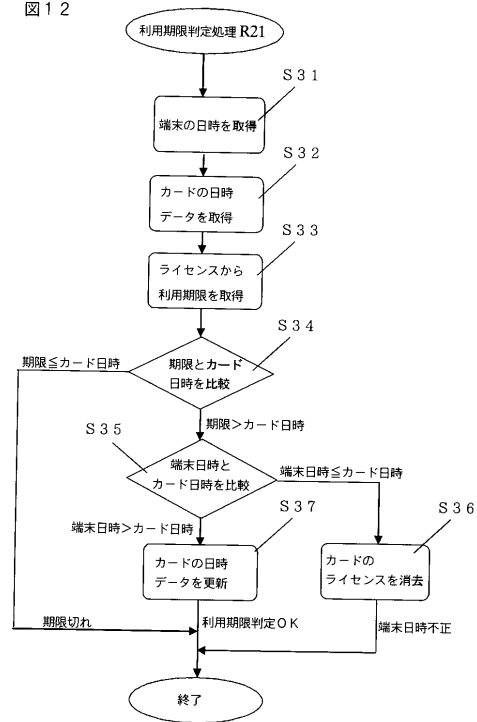 図１２
利用期限判定処理 R21
Ｓ３１
端末の日時を取得
Ｓ３２
カードの日時
データを取得
Ｓ３３
ライセンスから
利用期限を取得
Ｓ３４
期限≦カード日時
期限とカード
日時を比較
期限＞カード日時
Ｓ３５
端末日時と
カード日時を比較
端末日時≦カード日時
Ｓ３７
Ｓ３６
端末日時＞カード日時
カードの日時
データを更新
カードの
ライセンスを消去
期限切れ
利用期限判定ＯＫ
端末日時不正
終了